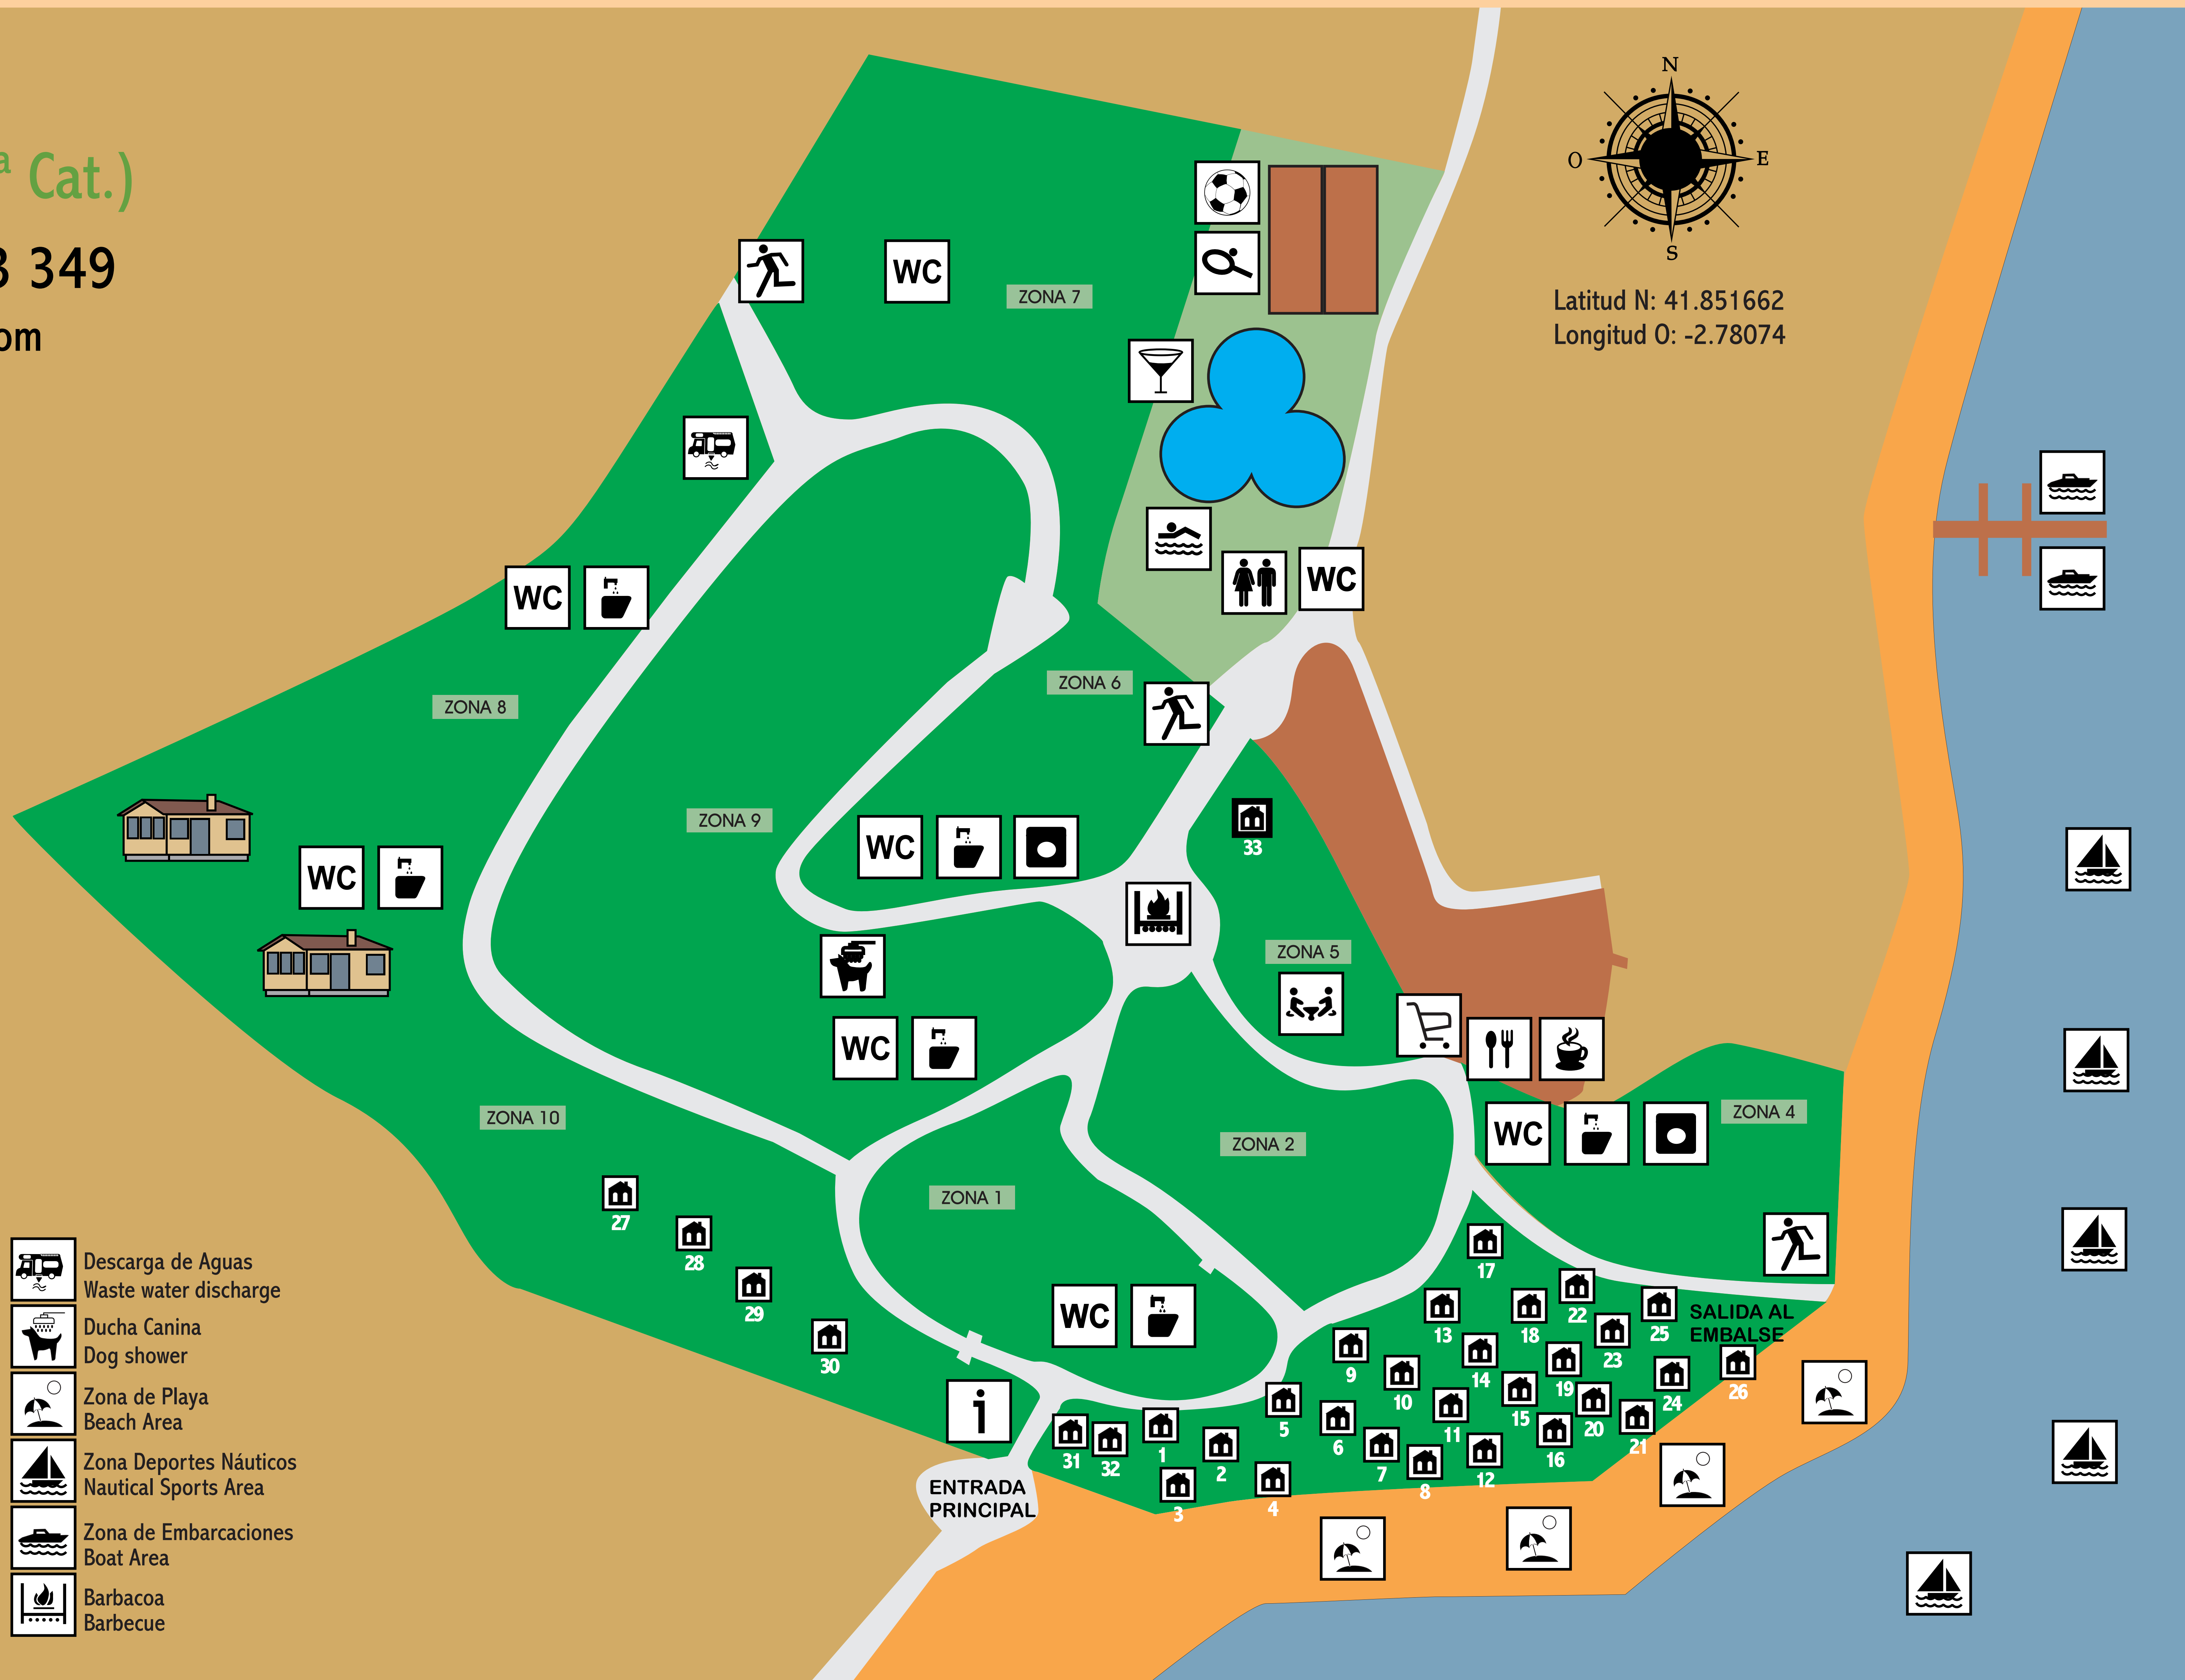 ª Cat.)
349
om
N
O
E
S
Latitud N: 41.851662
Longitud O: -2.78074
WC
ZONA 7
WC
WC
ZONA 6
ZONA 8
ZONA 9
WC
33
WC
ZONA 5
WC
ZONA 10
ZONA 2
WC
ZONA 4
ZONA 1
27
28
29
30
WC
17
22
13
18
25
SALIDA AL
EMBALSE
23
9
14
19
10
24
26
5
15
20
11
6
21
16
31
32
1
2
7
8
12
3
4
ENTRADA
PRINCIPAL
Descarga de Aguas
Waste water discharge
Ducha Canina
Dog shower
Zona de Playa
Beach Area
Zona Deportes Náuticos
Nautical Sports Area
Zona de Embarcaciones
Boat Area
Barbacoa
Barbecue